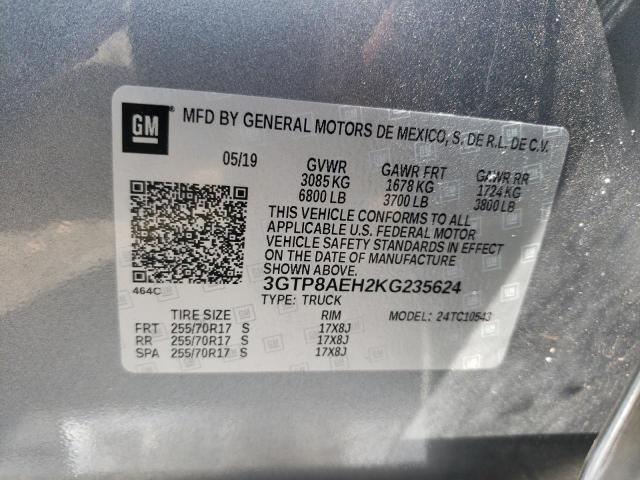 GM ® MFD BY GENERAL MOTORS DE MEXICO, S. DE R.L. DE C.V.
05/19 GVWR GAWR FRT GAWR RR
3085 KG 1678 KG 1724 KG
6800 LB 3700 LB 3800 LB
THIS VEHICLE CONFORMS TO ALL
APPLICABLE U.S. FEDERAL MOTOR
VEHICLE SAFETY STANDARDS IN EFFECT
ON THE DATE OF MANUFACTURE
SHOWN ABOVE.
3GTP8AEH2KG235624
464C TYPE: TRUCK
TIRE SIZE RIM MODEL: 24TC10543
FRT 255/70R17 S 17X8J
RR 255/70R17 S 17X8J
SPA 255/70R17 S 17X8J